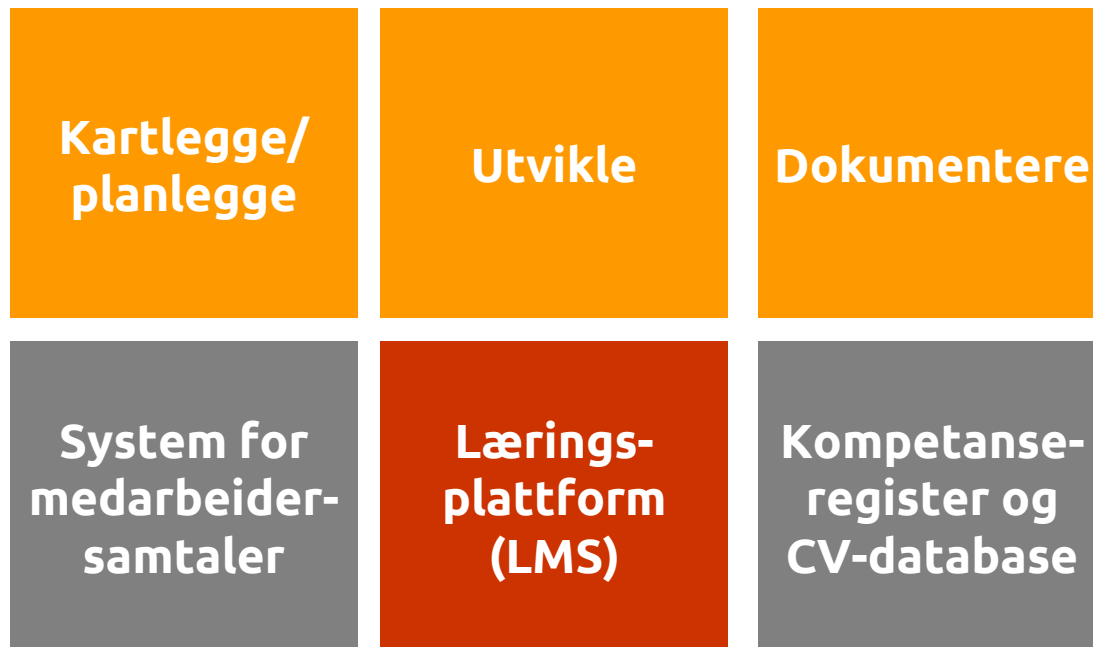 Kartlegge/
planlegge
Utvikle
Dokumentere
System for
medarbeider-
samtaler
Lærings-
plattform
(LMS)
Kompetanse-
register og
CV-database